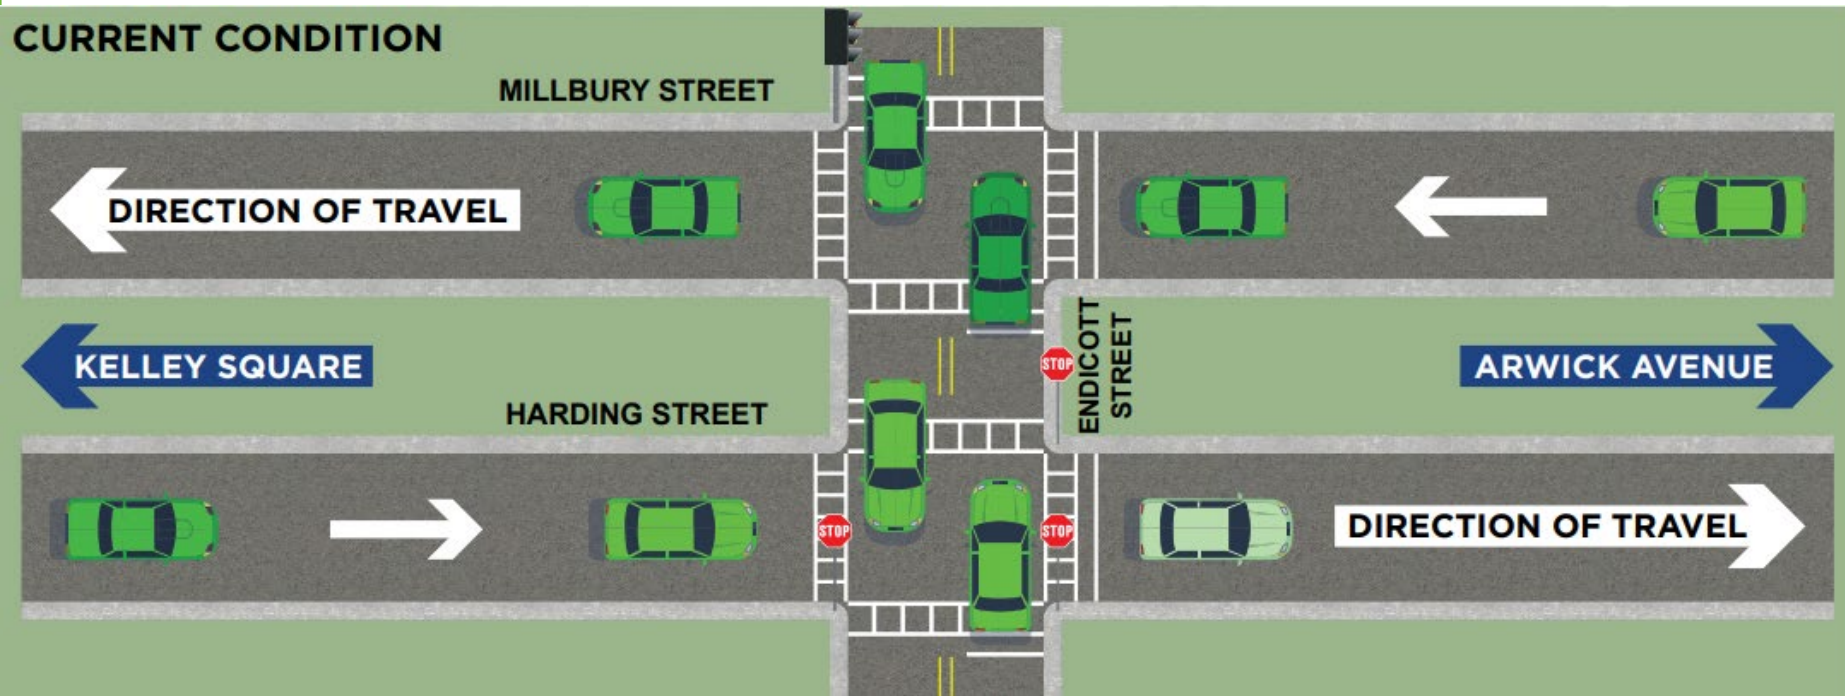 CURRENT CONDITION
MILLBURY STREET
DIRECTION OF TRAVEL
KELLEY SQUARE
STOP
ENDICOTT
STREET
ARWICK AVENUE
HARDING STREET
STOP
STOP
DIRECTION OF TRAVEL